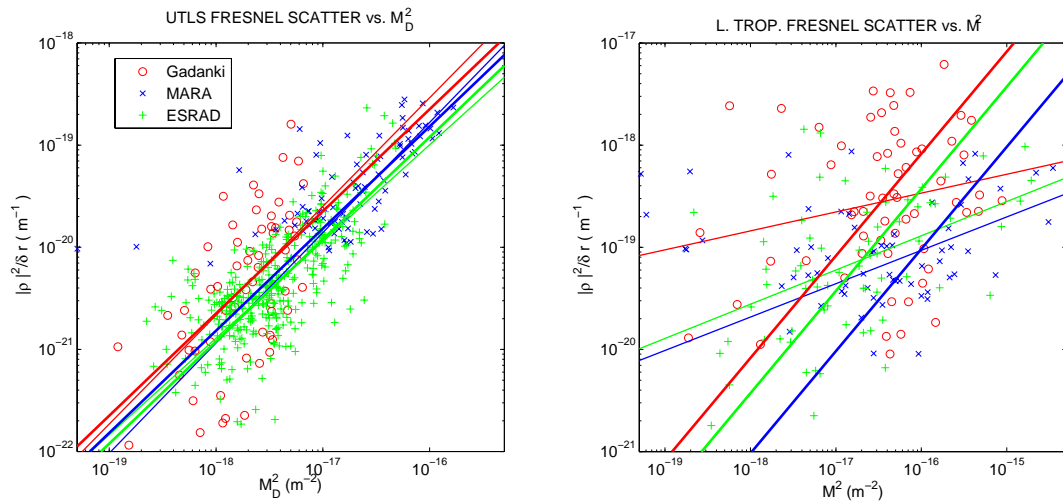 UTLS FRESNEL SCATTER vs. M_D^2
10^-18
10^-19
10^-20
10^-21
10^-22
|ρ|^2/δ r ( m^-1)
Gadanki
MARA
ESRAD
10^-19 10^-18 10^-17 10^-16
M_D^2 (m^-2)
L. TROP. FRESNEL SCATTER vs. M^2
10^-17
10^-18
10^-19
10^-20
10^-21
|ρ|^2/δ r ( m^-1)
10^-19 10^-18 10^-17 10^-16 10^-15
M^2 (m^-2)